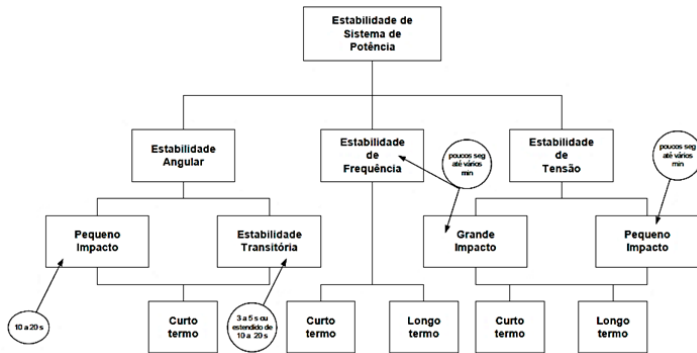 Estabilidade de
Sistema de
Potência
Estabilidade
Angular
Estabilidade
de
Frequência
poucos seg
até vários
min
Estabilidade
de
Tensão
poucos seg
até vários
min
Pequeno
Impacto
Estabilidade
Transitória
Grande
Impacto
Pequeno
Impacto
10 a 20 s
Curto
termo
3 a 5 s ou
estendido de
10 a 20 s
Curto
termo
Longo
termo
Curto
termo
Longo
termo